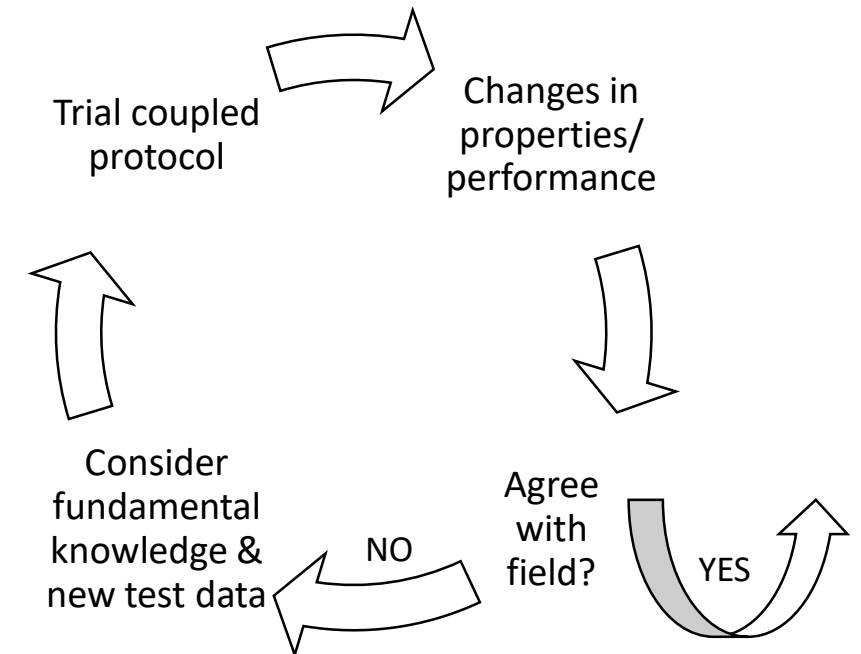 Trial coupled
protocol
Changes in
properties/
performance
Agree
with
field?
YES
NO
Consider
fundamental
knowledge &
new test data